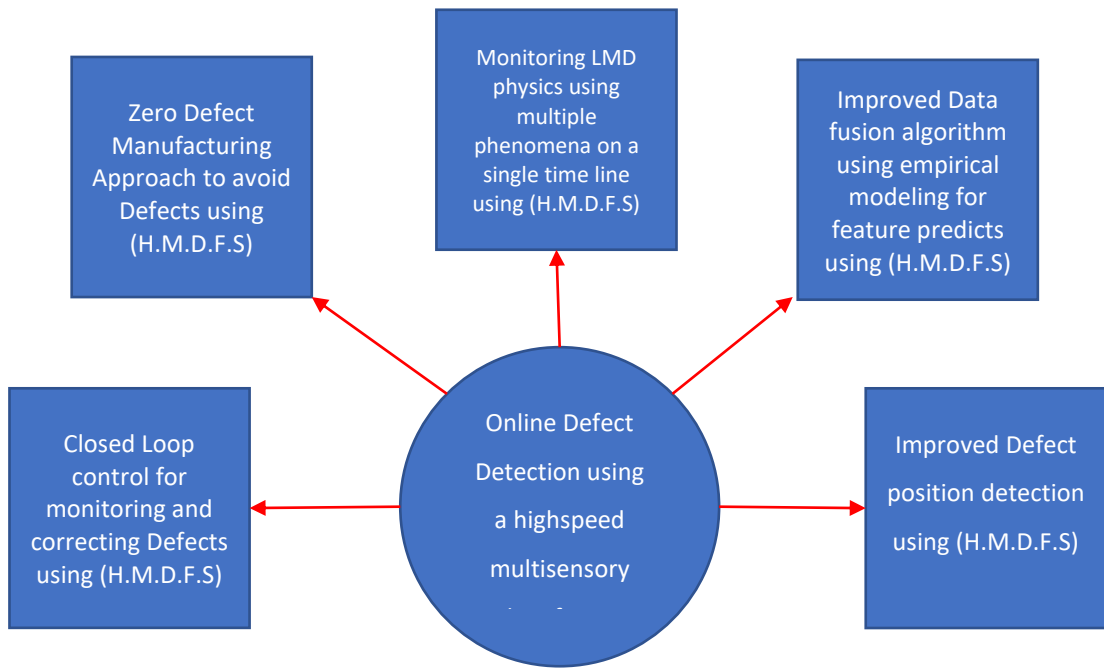 Zero Defect
Manufacturing
Approach to avoid
Defects using
(H.M.D.F.S)
Monitoring LMD
physics using
multiple
phenomena on a
single time line
using (H.M.D.F.S)
Improved Data
fusion algorithm
using empirical
modeling for
feature predicts
using (H.M.D.F.S)
Closed Loop
control for
monitoring and
correcting Defects
using (H.M.D.F.S)
Online Defect
Detection using
a highspeed
multisensory
Improved Defect
position detection
using (H.M.D.F.S)